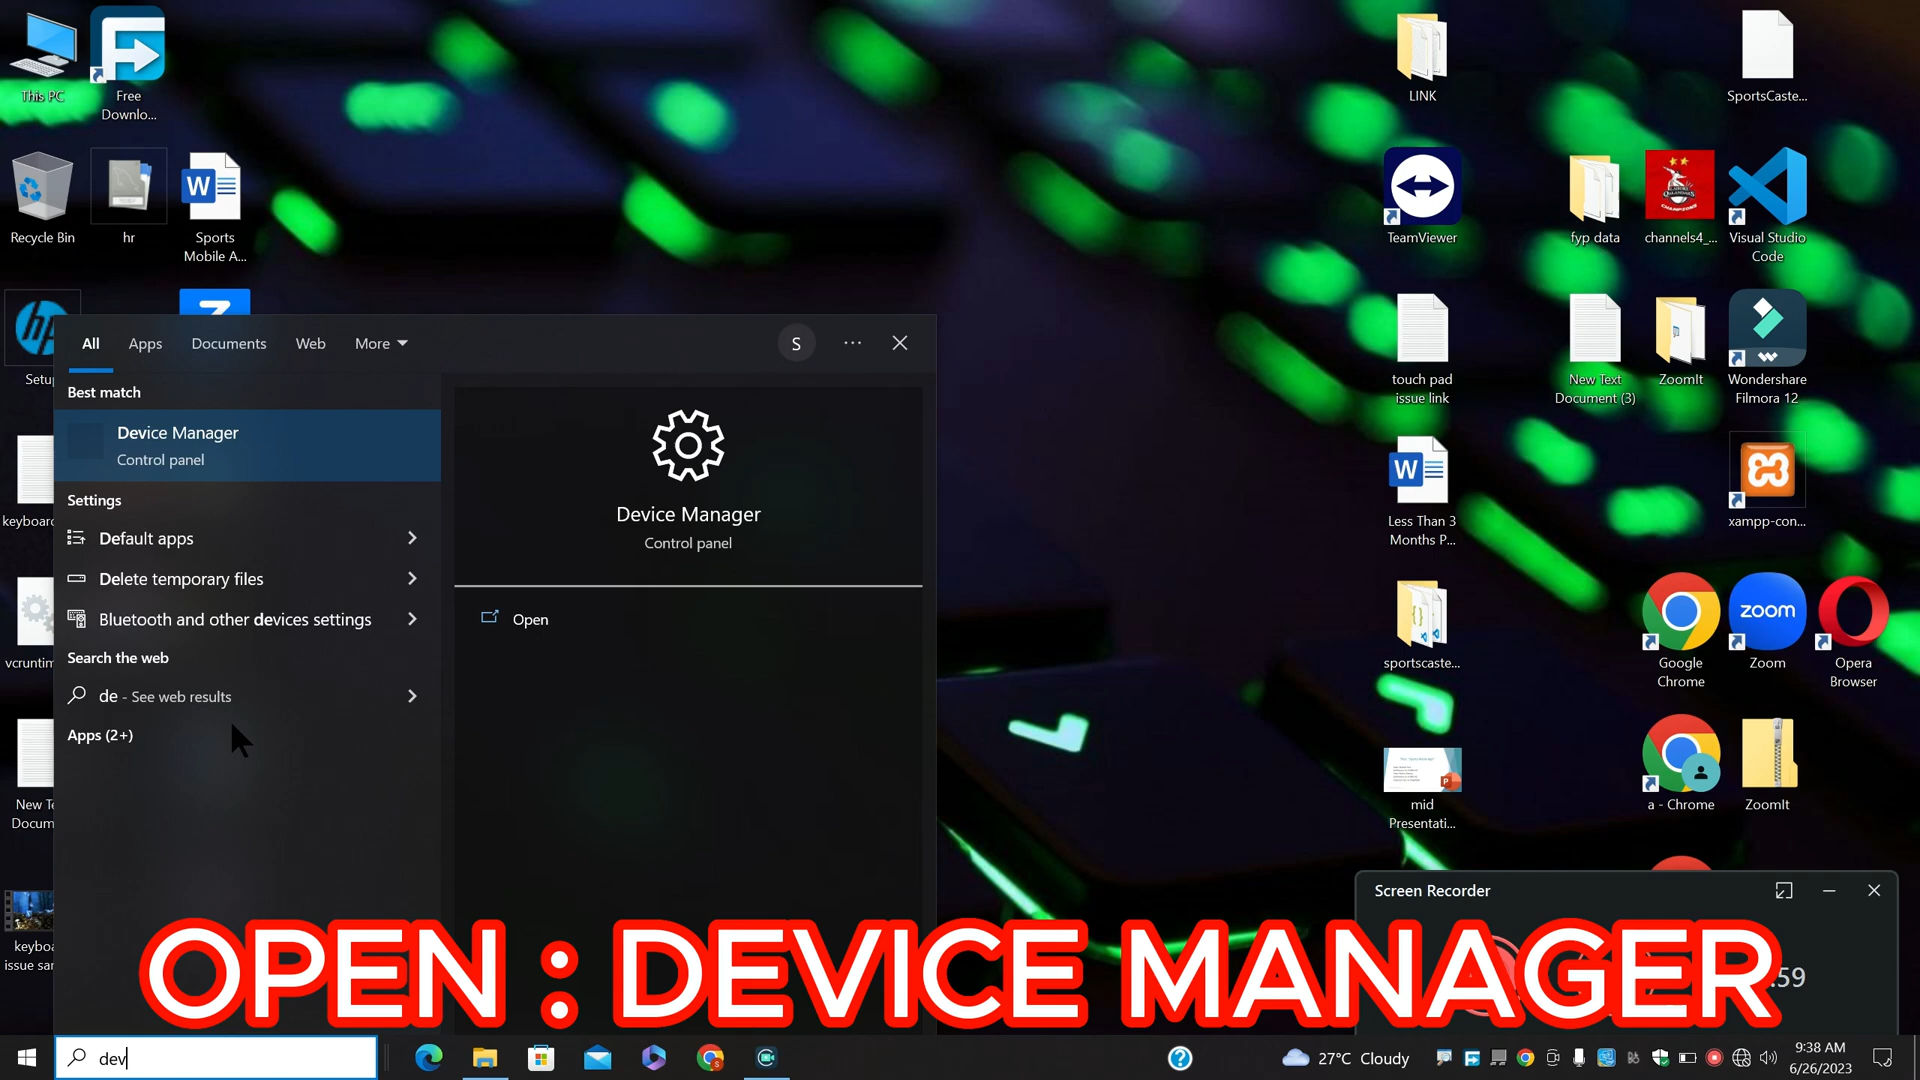 This PC
Free
Downlo...
Recycle Bin
hr
W
Sports
Mobile A...
hp
Z
LINK
SportsCaste...
TeamViewer
fyp data
channels4_...
Visual Studio
Code
touch pad
issue link
New Text
Document (3)
ZoomIt
Wondershare
Filmora 12
W
Less Than 3
Months P...
xampp-con...
sportscaste...
Google
Chrome
zoom
Zoom
Opera
Browser
mid
Presentati...
a - Chrome
ZoomIt
Setup
keyboard
vcruntim
New Te
Docum
keyboa
issue sar
All
Apps
Documents
Web
More
S
Best match
Device Manager
Control panel
Settings
Default apps
Delete temporary files
Bluetooth and other devices settings
Search the web
de - See web results
Apps (2+)
Device Manager
Control panel
Open
Screen Recorder
59
OPEN : DEVICE MANAGER
dev
27°C Cloudy
9:38 AM
6/26/2023